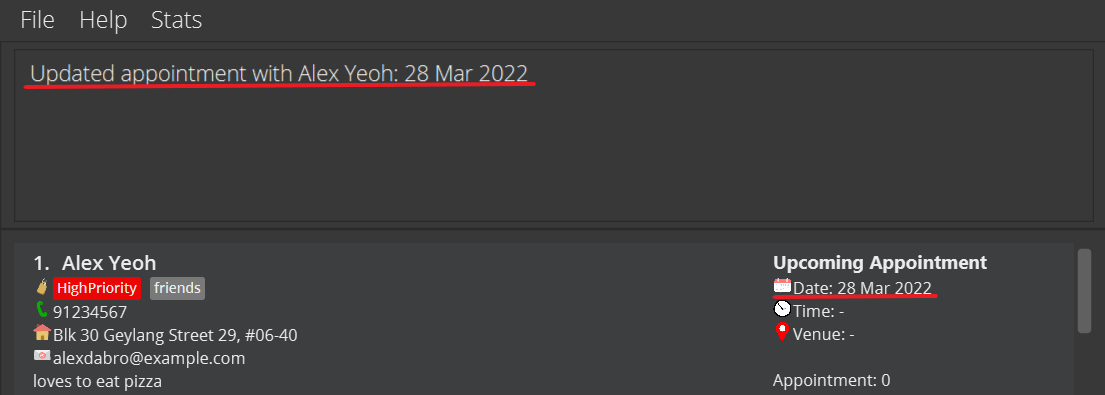 File Help Stats
Updated appointment with Alex Yeoh: 28 Mar 2022
1. Alex Yeoh
HighPriority friends
91234567
Blk 30 Geylang Street 29, #06-40
alexdabro@example.com
loves to eat pizza
Upcoming Appointment
Date: 28 Mar 2022
Time: -
Venue: -
Appointment: 0